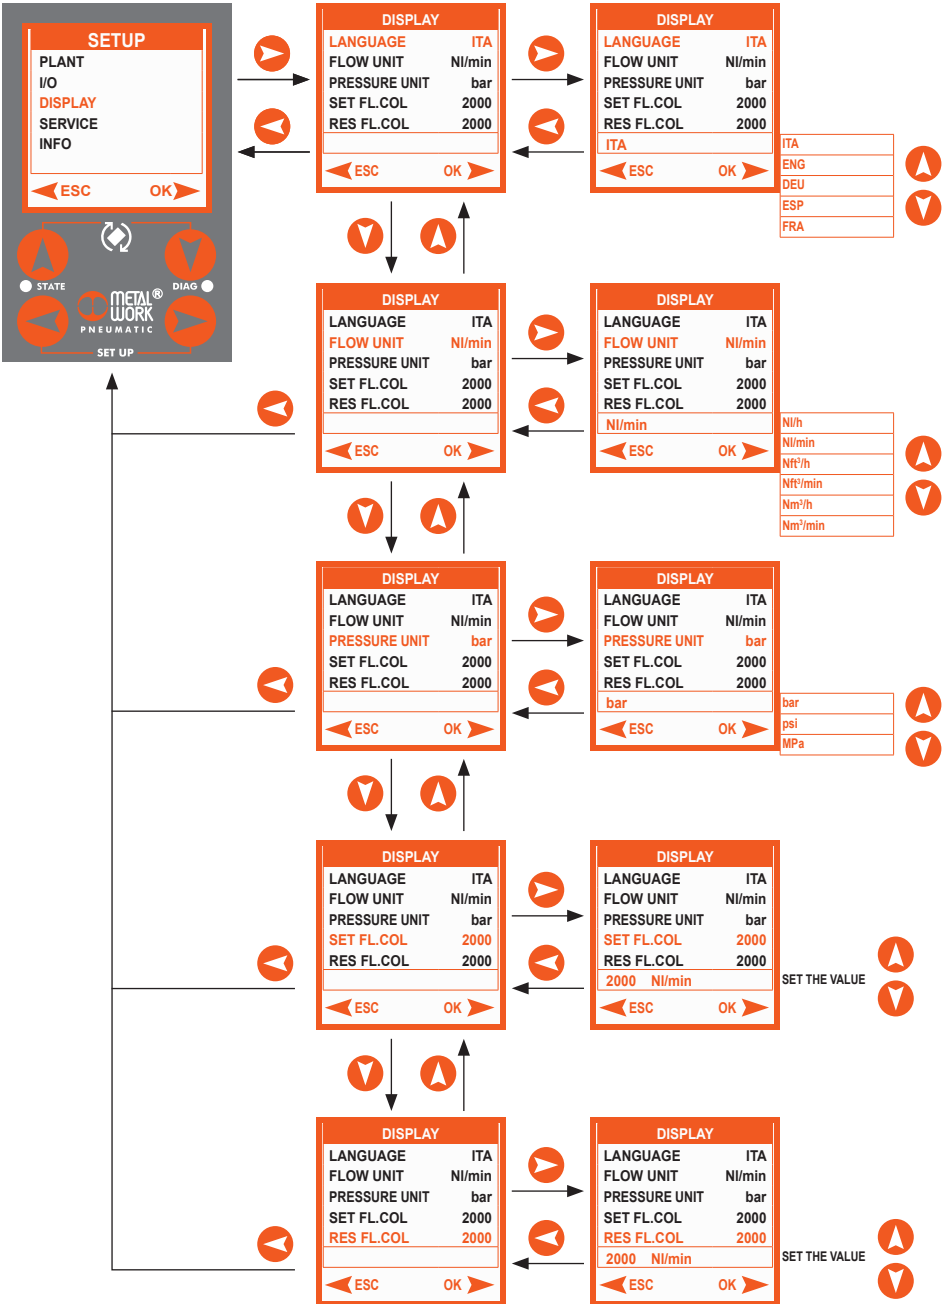 SETUP
PLANT
I/O
DISPLAY
SERVICE
INFO
ESC OK
STATE DIAG
METAL WORK ®
PNEUMATIC
SET UP
DISPLAY
LANGUAGE ITA
FLOW UNIT Nl/min
PRESSURE UNIT bar
SET FL.COL 2000
RES FL.COL 2000
ESC OK
DISPLAY
LANGUAGE ITA
FLOW UNIT Nl/min
PRESSURE UNIT bar
SET FL.COL 2000
RES FL.COL 2000
ITA
ESC OK
ITA
ENG
DEU
ESP
FRA
DISPLAY
LANGUAGE ITA
FLOW UNIT Nl/min
PRESSURE UNIT bar
SET FL.COL 2000
RES FL.COL 2000
ESC OK
DISPLAY
LANGUAGE ITA
FLOW UNIT Nl/min
PRESSURE UNIT bar
SET FL.COL 2000
RES FL.COL 2000
Nl/min
ESC OK
Nl/h
Nl/min
Nft³/h
Nft³/min
Nm³/h
Nm³/min
DISPLAY
LANGUAGE ITA
FLOW UNIT Nl/min
PRESSURE UNIT bar
SET FL.COL 2000
RES FL.COL 2000
ESC OK
DISPLAY
LANGUAGE ITA
FLOW UNIT Nl/min
PRESSURE UNIT bar
SET FL.COL 2000
RES FL.COL 2000
bar
ESC OK
bar
psi
MPa
DISPLAY
LANGUAGE ITA
FLOW UNIT Nl/min
PRESSURE UNIT bar
SET FL.COL 2000
RES FL.COL 2000
ESC OK
DISPLAY
LANGUAGE ITA
FLOW UNIT Nl/min
PRESSURE UNIT bar
SET FL.COL 2000
RES FL.COL 2000
2000 Nl/min
ESC OK
SET THE VALUE
DISPLAY
LANGUAGE ITA
FLOW UNIT Nl/min
PRESSURE UNIT bar
SET FL.COL 2000
RES FL.COL 2000
ESC OK
DISPLAY
LANGUAGE ITA
FLOW UNIT Nl/min
PRESSURE UNIT bar
SET FL.COL 2000
RES FL.COL 2000
2000 Nl/min
ESC OK
SET THE VALUE